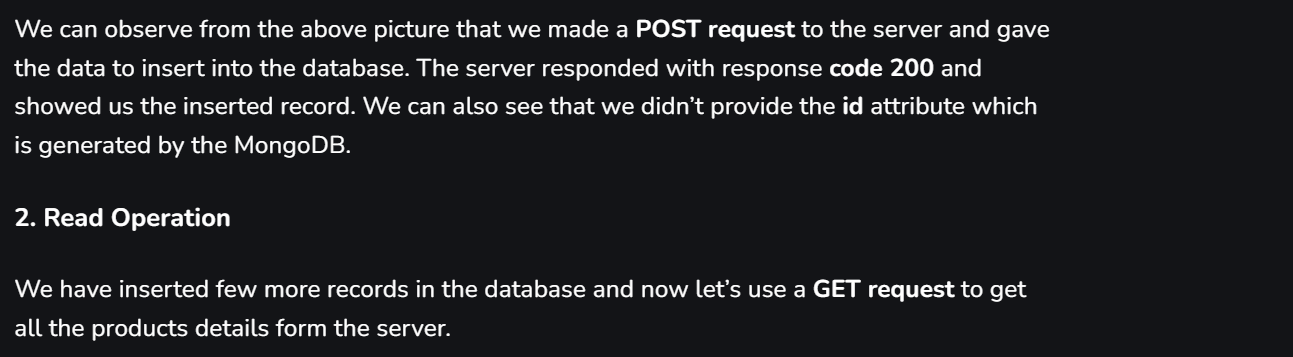 We can observe from the above picture that we made a POST request to the server and gave
the data to insert into the database. The server responded with response code 200 and
showed us the inserted record. We can also see that we didn’t provide the id attribute which
is generated by the MongoDB.
2. Read Operation
We have inserted few more records in the database and now let’s use a GET request to get
all the products details form the server.